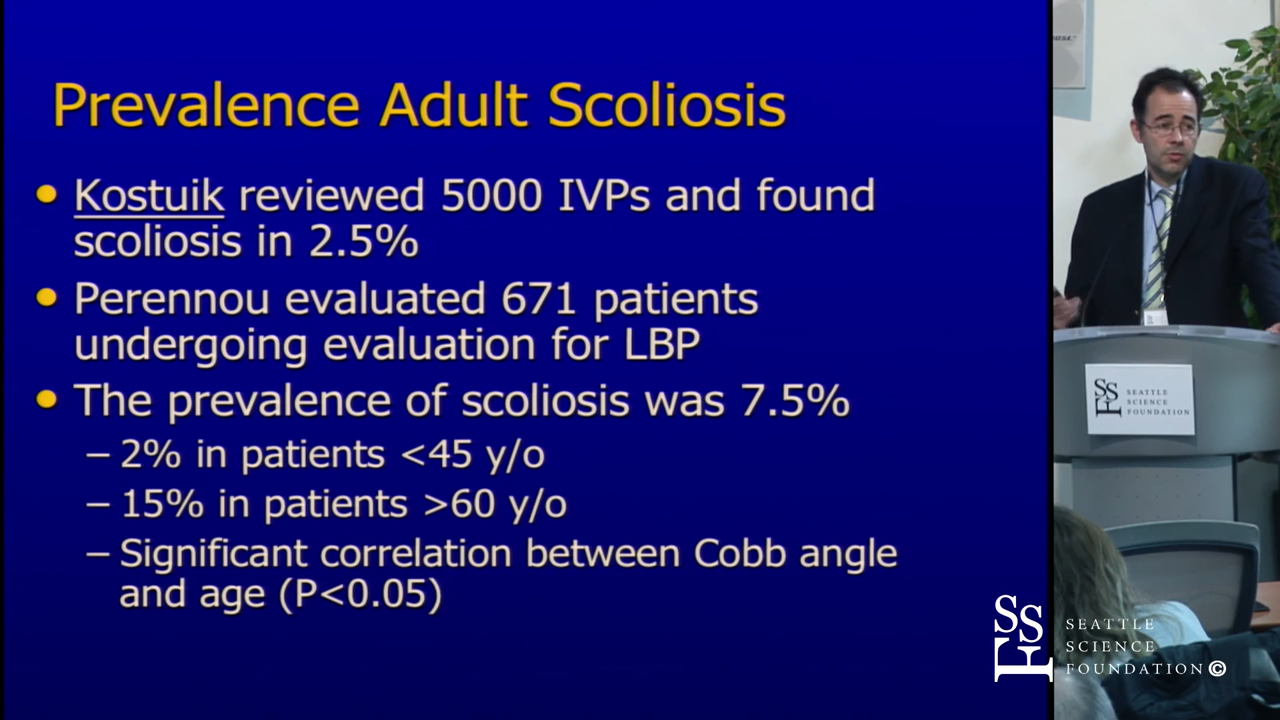 Prevalence Adult Scoliosis
• Kostuik reviewed 5000 IVPs and found
scoliosis in 2.5%
• Perennou evaluated 671 patients
undergoing evaluation for LBP
• The prevalence of scoliosis was 7.5%
– 2% in patients <45 y/o
– 15% in patients >60 y/o
– Significant correlation between Cobb angle
and age (P<0.05)
SSF
SEATTLE
SCIENCE
FOUNDATION
SSF
SEATTLE
SCIENCE
FOUNDATION©